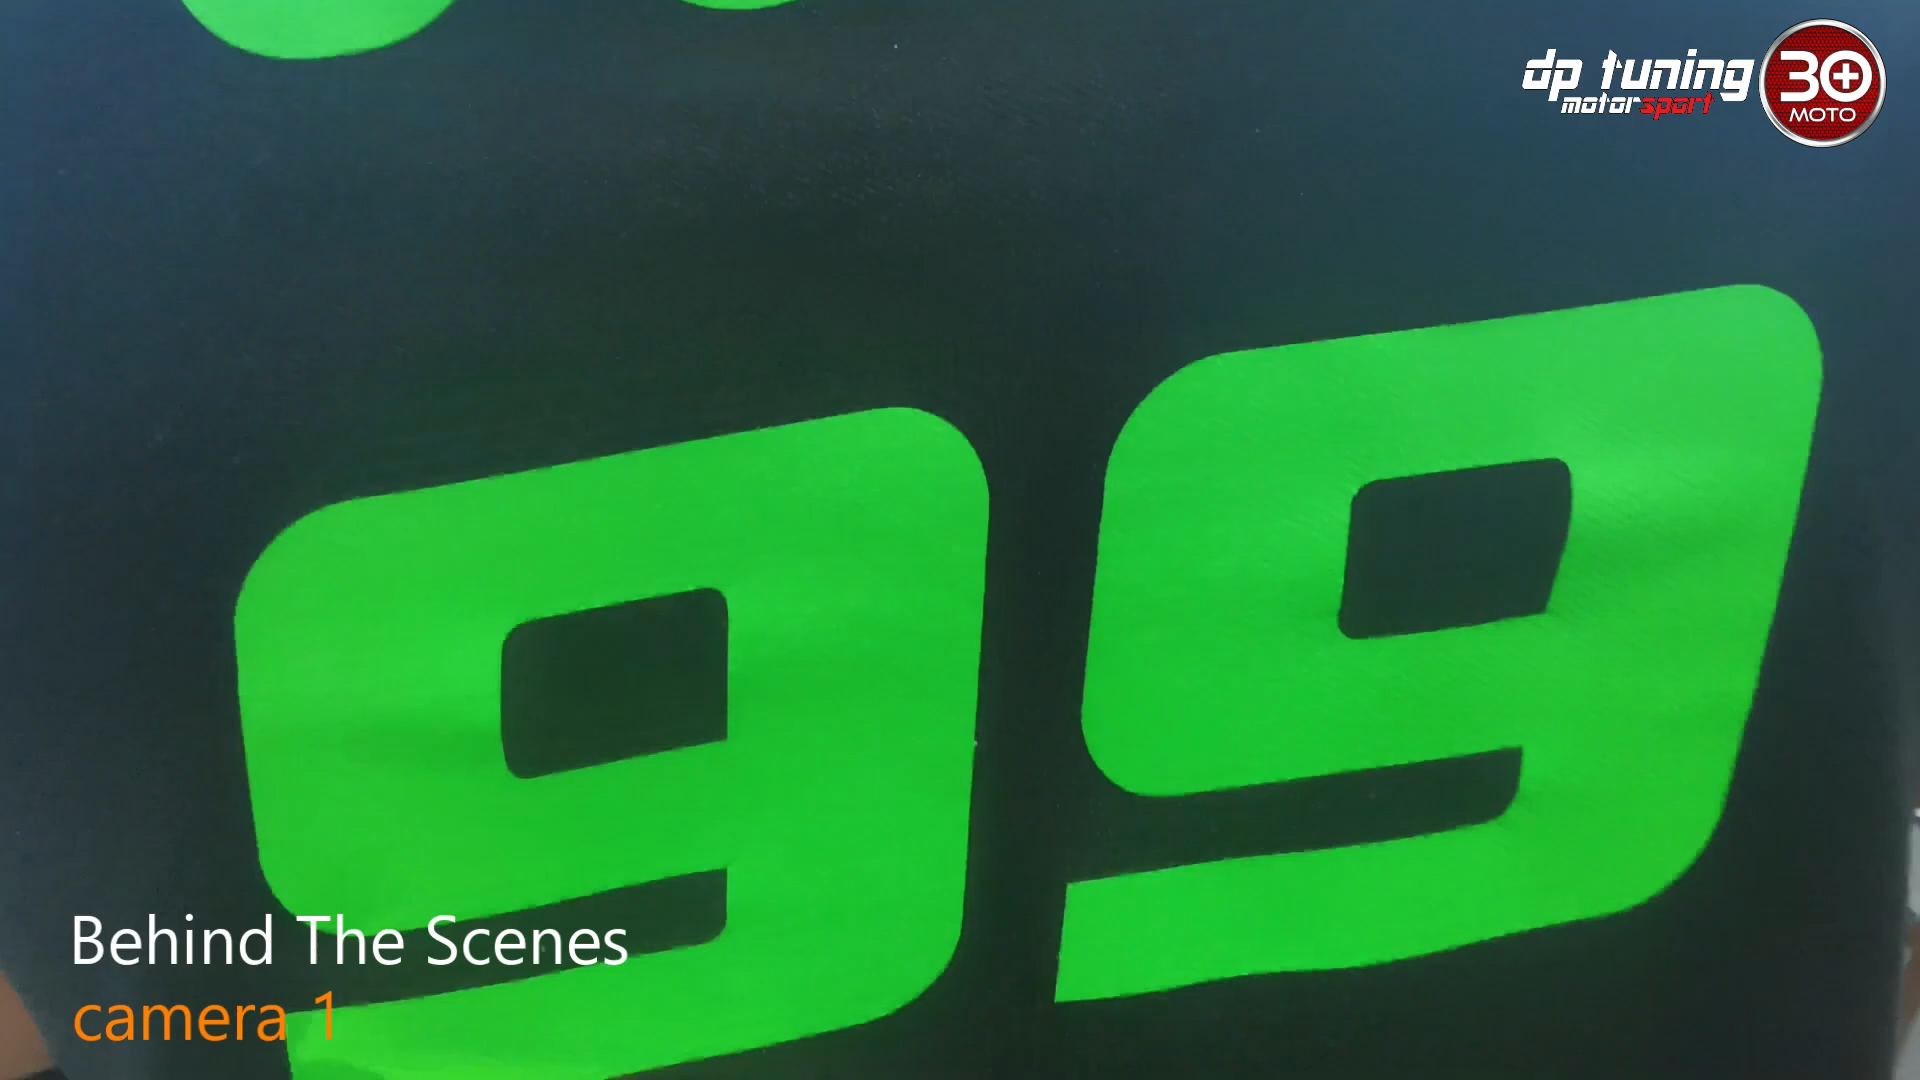 dp tuning
motorsport
30+
MOTO
99
Behind The Scenes
camera 1